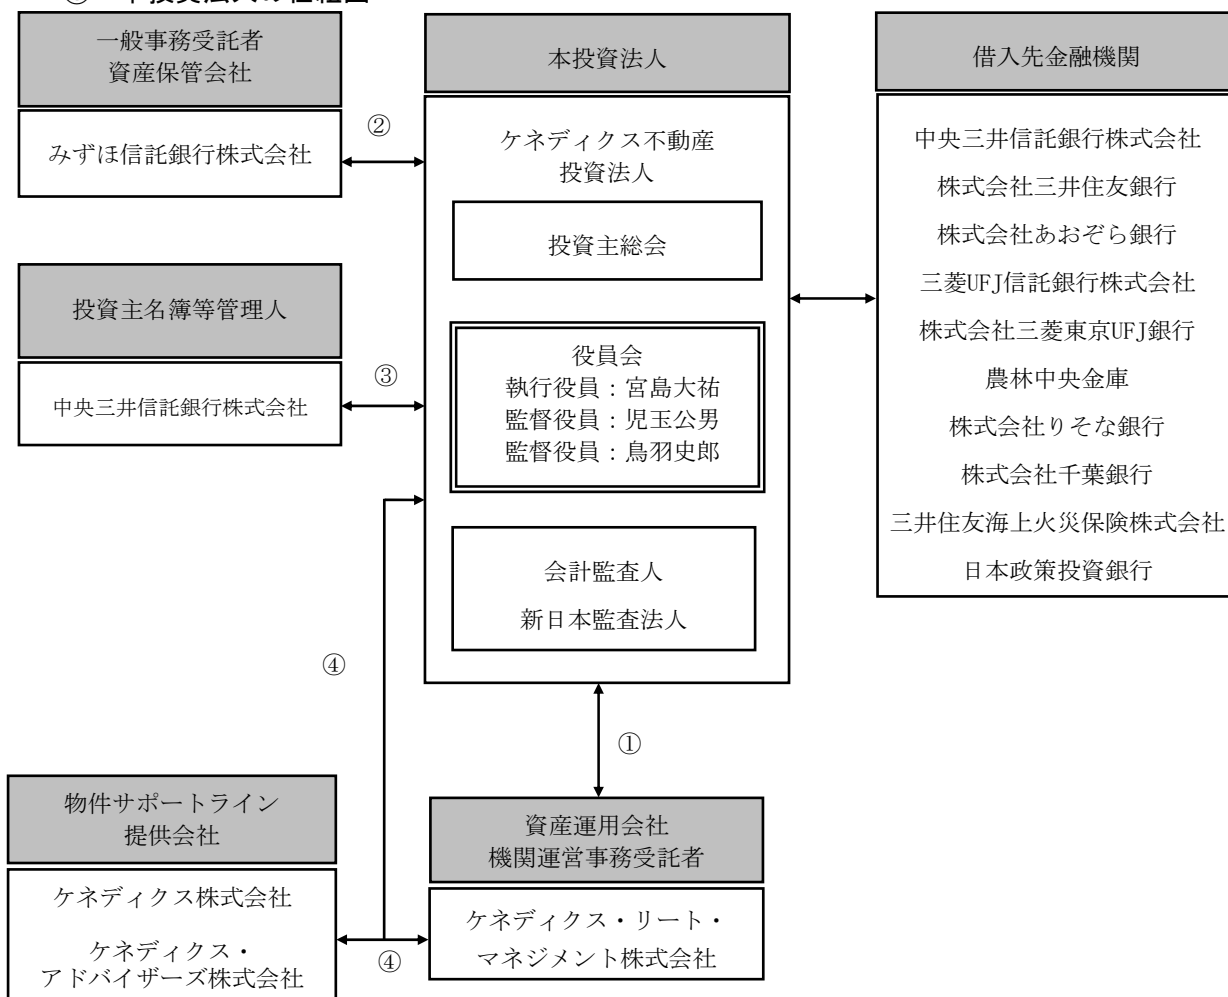 一般事務受託者
資産保管会社
みずほ信託銀行株式会社
②
投資主名簿等管理人
中央三井信託銀行株式会社
③
本投資法人
ケネディクス不動産
投資法人
投資主総会
役員会
執行役員：宮島大祐
監督役員：児玉公男
監督役員：鳥羽史郎
会計監査人
新日本監査法人
借入先金融機関
中央三井信託銀行株式会社
株式会社三井住友銀行
株式会社あおぞら銀行
三菱UFJ信託銀行株式会社
株式会社三菱東京UFJ銀行
農林中央金庫
株式会社りそな銀行
株式会社千葉銀行
三井住友海上火災保険株式会社
日本政策投資銀行
④
①
物件サポートライン
提供会社
ケネディクス株式会社
ケネディクス・
アドバイザーズ株式会社
④
資産運用会社
機関運営事務受託者
ケネディクス・リート・
マネジメント株式会社